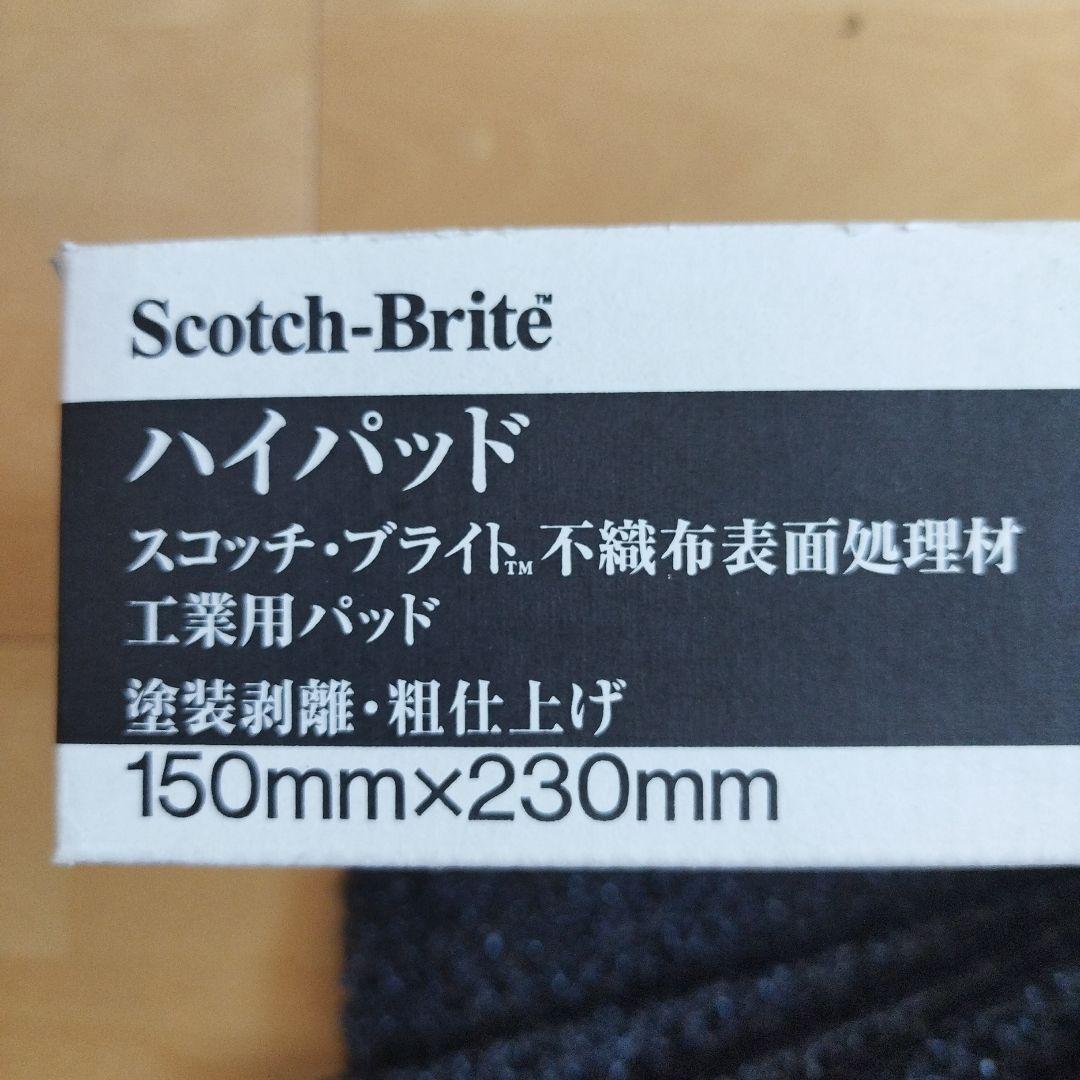 Scotch-Brite™
ハイパッド
スコッチ・ブライト™不織布表面処理材
工業用パッド
塗装剥離・粗仕上げ
150mm×230mm